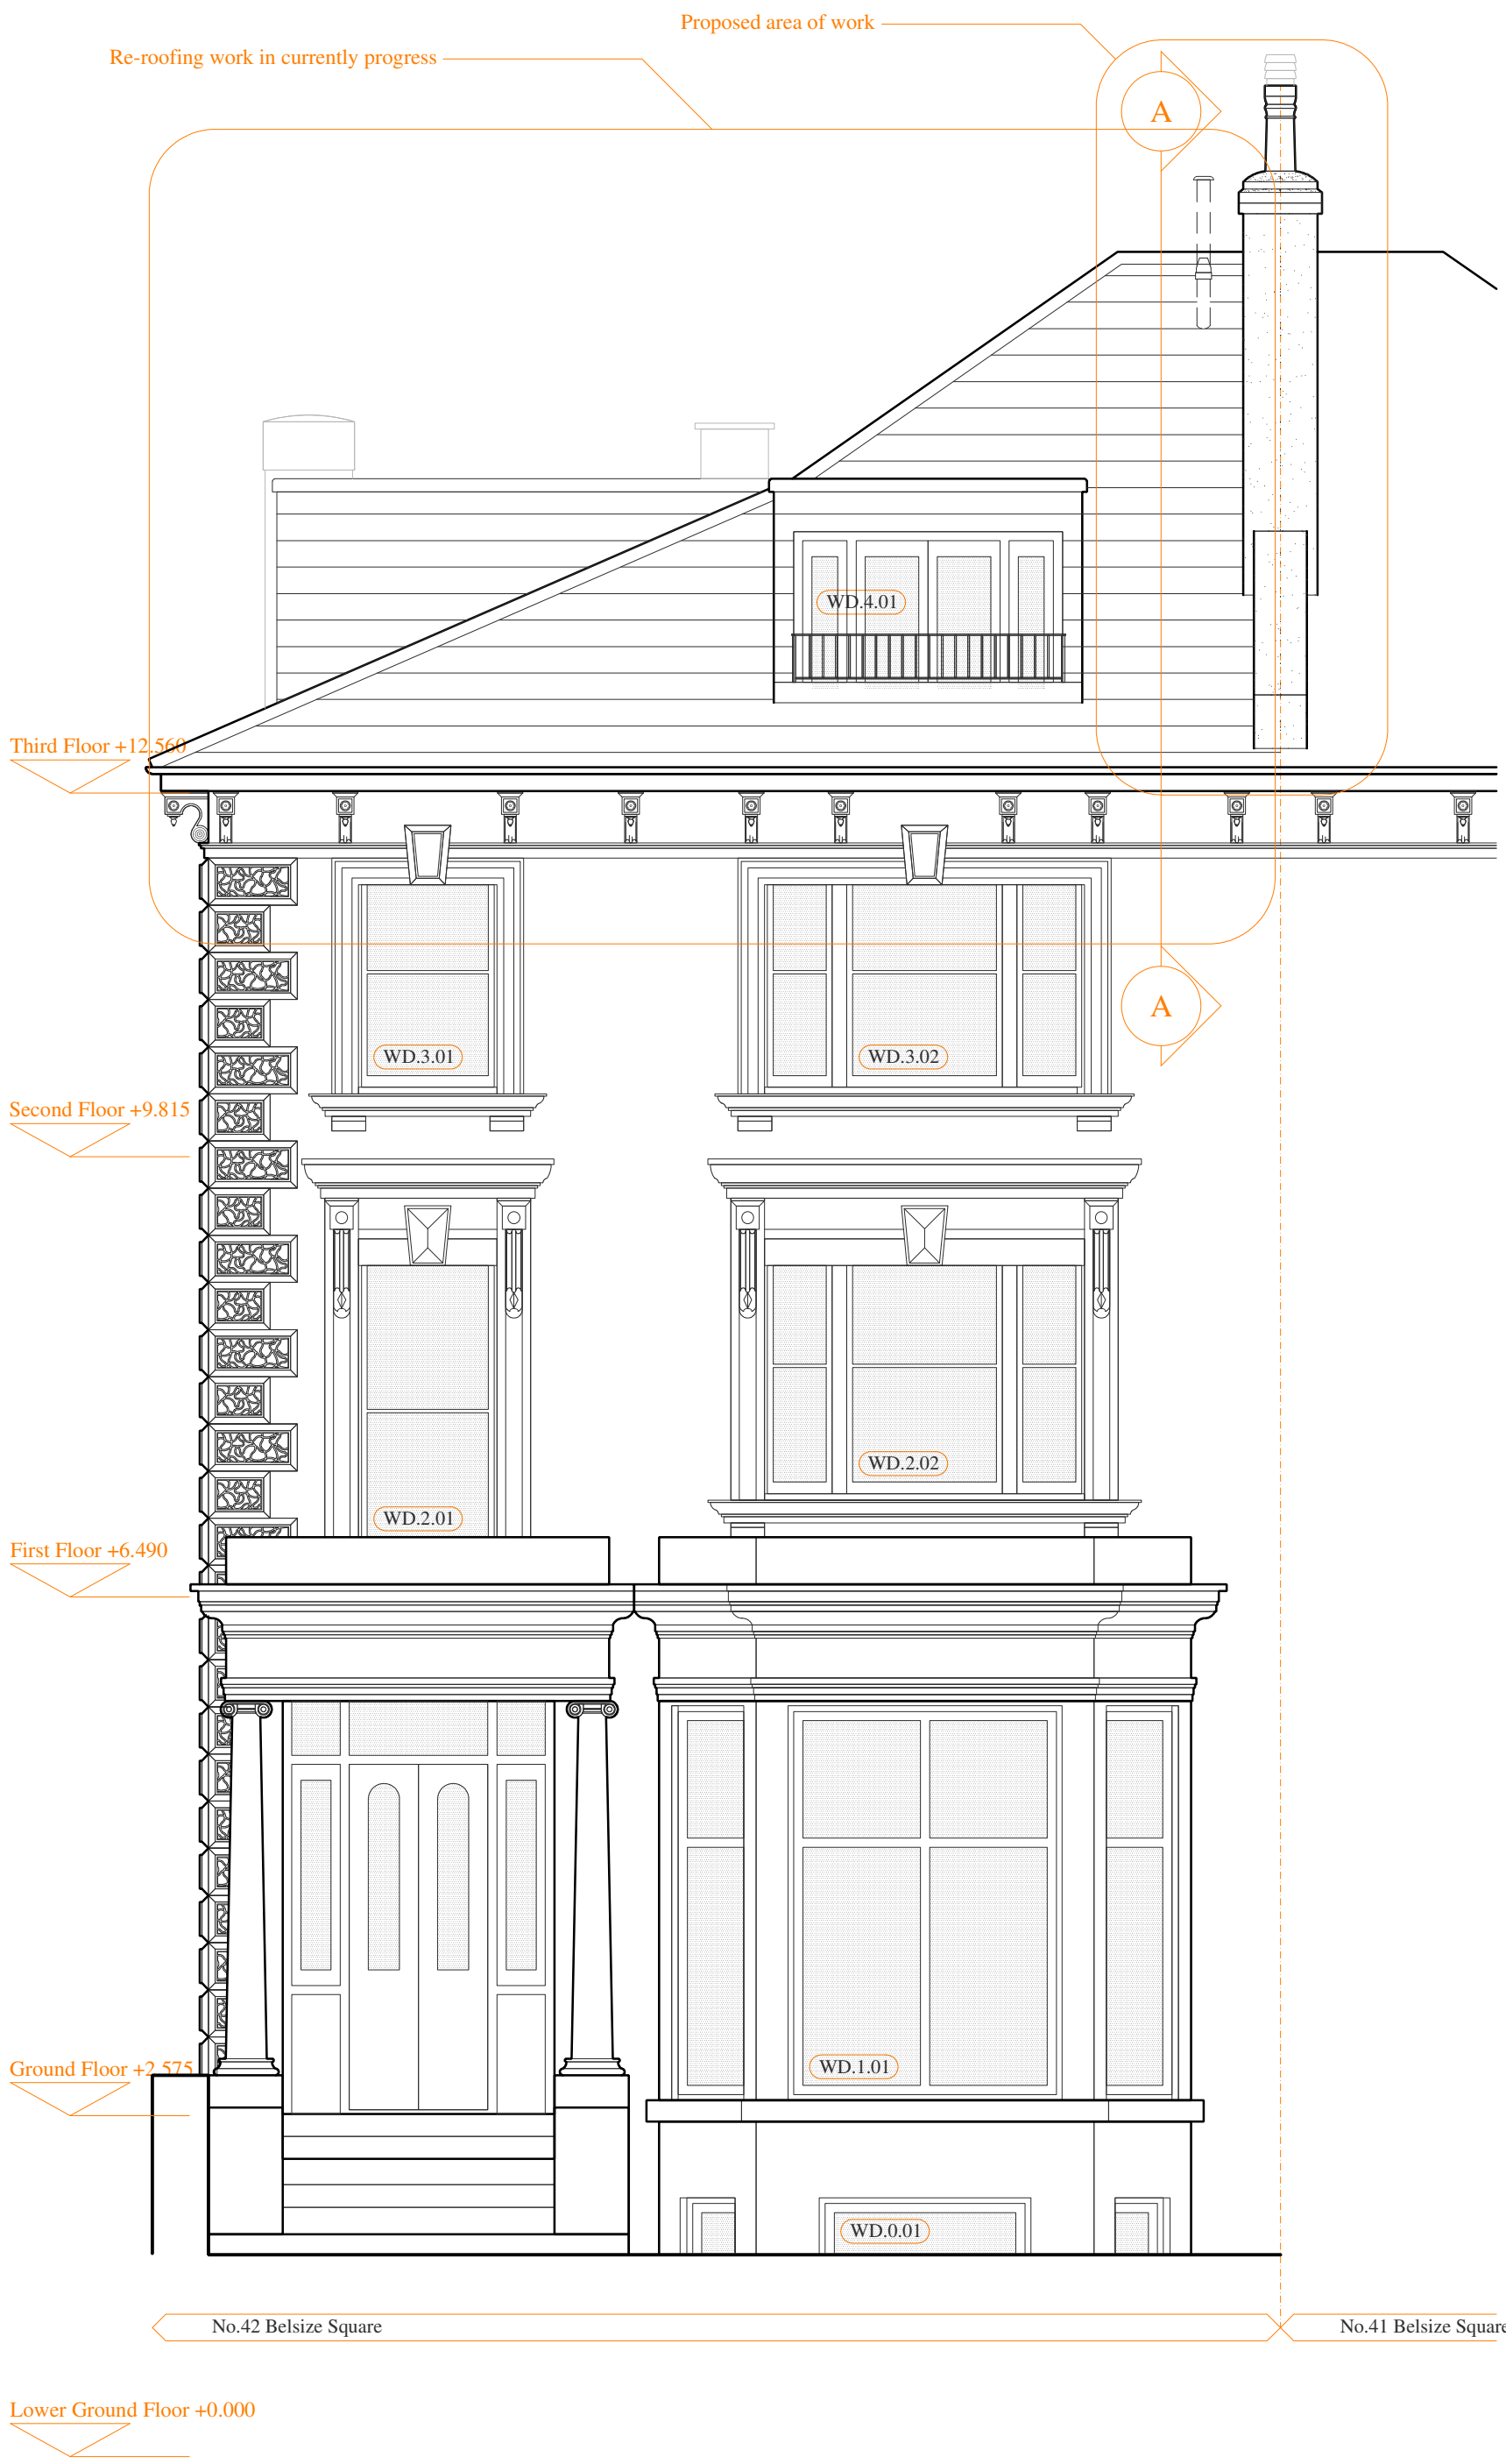 Proposed area of work
Re-roofing work in currently progress
A
WD.4.01
Third Floor +12.560
A
WD.3.01
WD.3.02
Second Floor +9.815
WD.2.02
WD.2.01
First Floor +6.490
WD.1.01
Ground Floor +2.575
WD.0.01
No.42 Belsize Square
No.41 Belsize Square
Lower Ground Floor +0.000